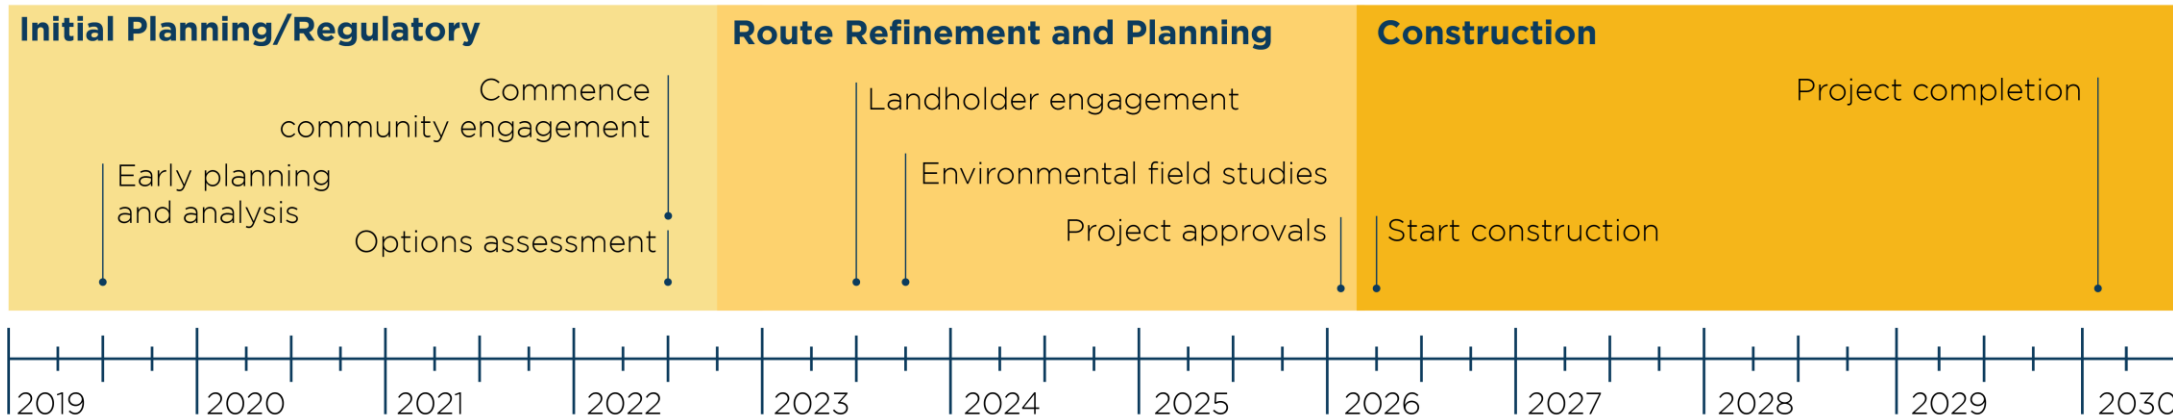 Initial Planning/Regulatory
Route Refinement and Planning
Construction
Commence
community engagement
Early planning
and analysis
Options assessment
Landholder engagement
Environmental field studies
Project approvals
Start construction
Project completion
2019
2020
2021
2022
2023
2024
2025
2026
2027
2028
2029
2030